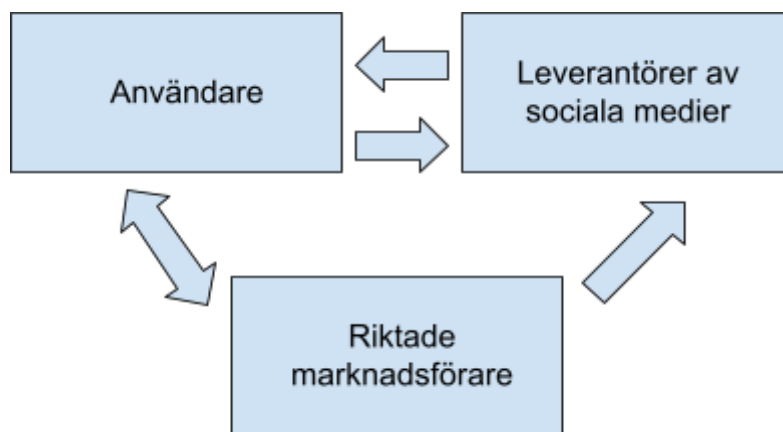 Användare
Leverantörer av
sociala medier
Riktade
marknadsförare